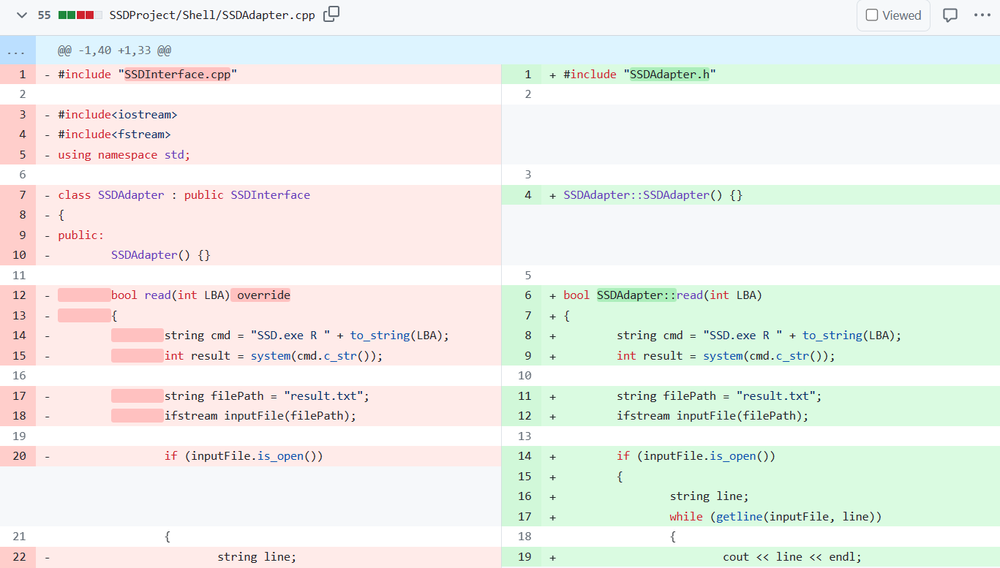 55 SSDProject/Shell/SSDAdapter.cpp Viewed ...
... @@ -1,40 +1,33 @@
1 - #include "SSDInterface.cpp" 1 + #include "SSDAdapter.h"
2 2
3 - #include<iostream>
4 - #include<fstream>
5 - using namespace std;
6 3
7 - class SSDAdapter : public SSDInterface 4 + SSDAdapter::SSDAdapter() {}
8 - {
9 - public:
10 - SSDAdapter() {}
11 5
12 - bool read(int LBA) override 6 + bool SSDAdapter::read(int LBA)
13 - { 7 + {
14 - string cmd = "SSD.exe R " + to_string(LBA); 8 + string cmd = "SSD.exe R " + to_string(LBA);
15 - int result = system(cmd.c_str()); 9 + int result = system(cmd.c_str());
16 10
17 - string filePath = "result.txt"; 11 + string filePath = "result.txt";
18 - ifstream inputFile(filePath); 12 + ifstream inputFile(filePath);
19 13
20 - if (inputFile.is_open()) 14 + if (inputFile.is_open())
15 + {
16 + string line;
17 + while (getline(inputFile, line))
21 { 18 {
22 - string line; 19 + cout << line << endl;